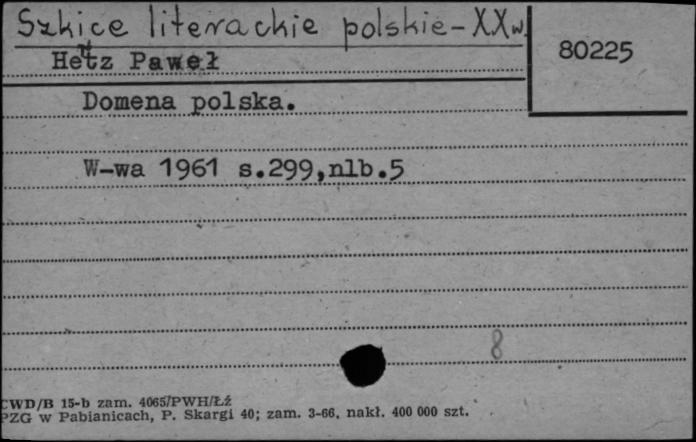 Szkice literackie polskie-XXw.
80225
Hertz Paweł
Domena polska.
W-wa 1961 s.299,nlb.5
8
CWD/B 15-b zam. 4065/PWH/Łź
PZG w Pabianicach, P. Skargi 40; zam. 3-66, nakł. 400 000 szt.